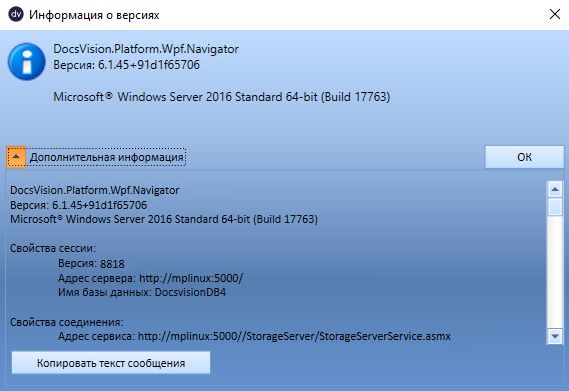 dv Информация о версиях
DocsVision.Platform.Wpf.Navigator
Версия: 6.1.45+91d1f65706
Microsoft® Windows Server 2016 Standard 64-bit (Build 17763)
Дополнительная информация
ОК
DocsVision.Platform.Wpf.Navigator
Версия: 6.1.45+91d1f65706
Microsoft® Windows Server 2016 Standard 64-bit (Build 17763)
Свойства сессии:
Версия: 8818
Адрес сервера: http://mplinux:5000/
Имя базы данных: DocsvisionDB4
Свойства соединения:
Адрес сервиса: http://mplinux:5000//StorageServer/StorageServerService.asmx
Копировать текст сообщения